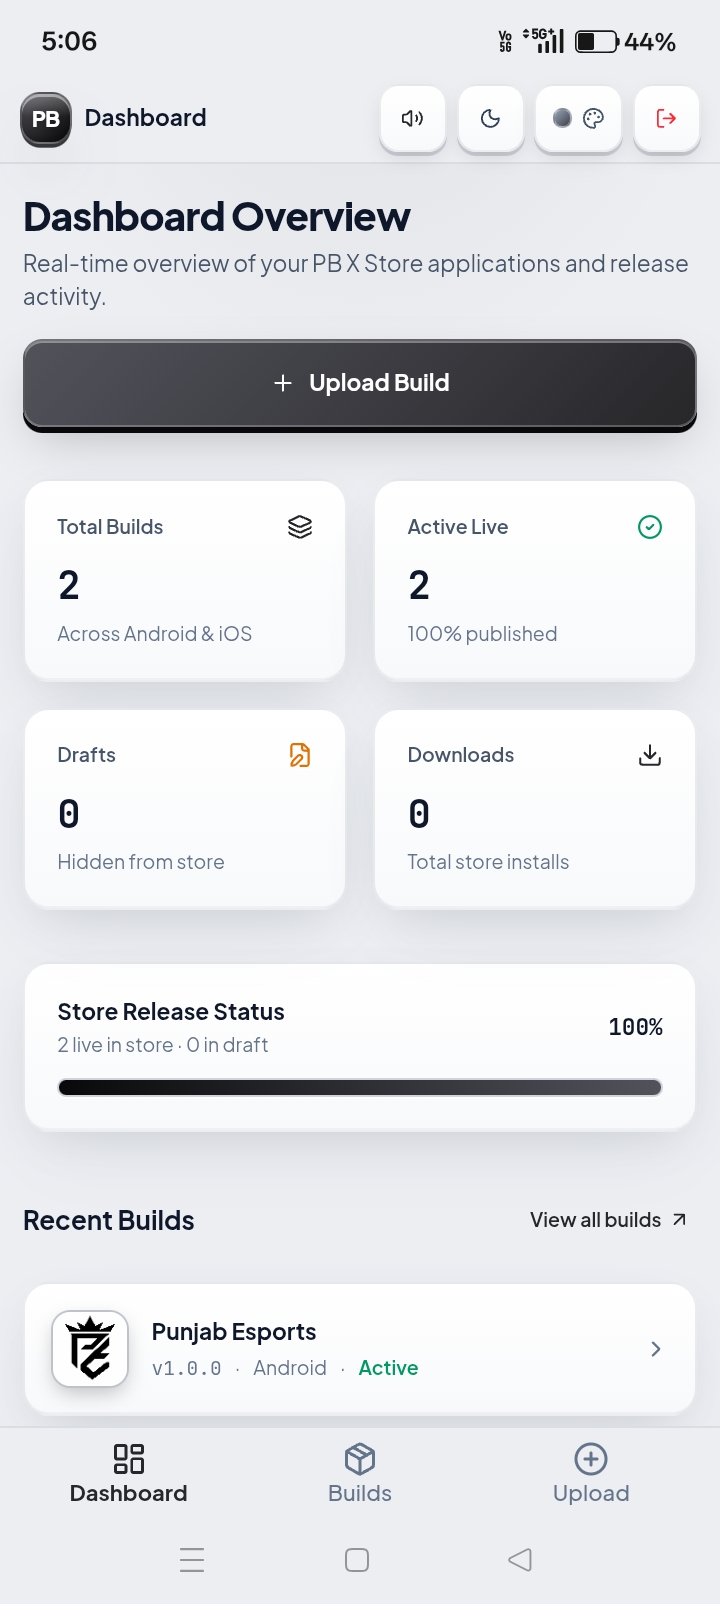 5:06
Vo 5G 5G+ 44%
PB Dashboard
Dashboard Overview
Real-time overview of your PB X Store applications and release
activity.
+ Upload Build
Total Builds
2
Across Android & iOS
Active Live
2
100% published
Drafts
0
Hidden from store
Downloads
0
Total store installs
Store Release Status
2 live in store · 0 in draft
100%
Recent Builds
View all builds
Punjab Esports
v1.0.0 · Android · Active
Dashboard
Builds
Upload